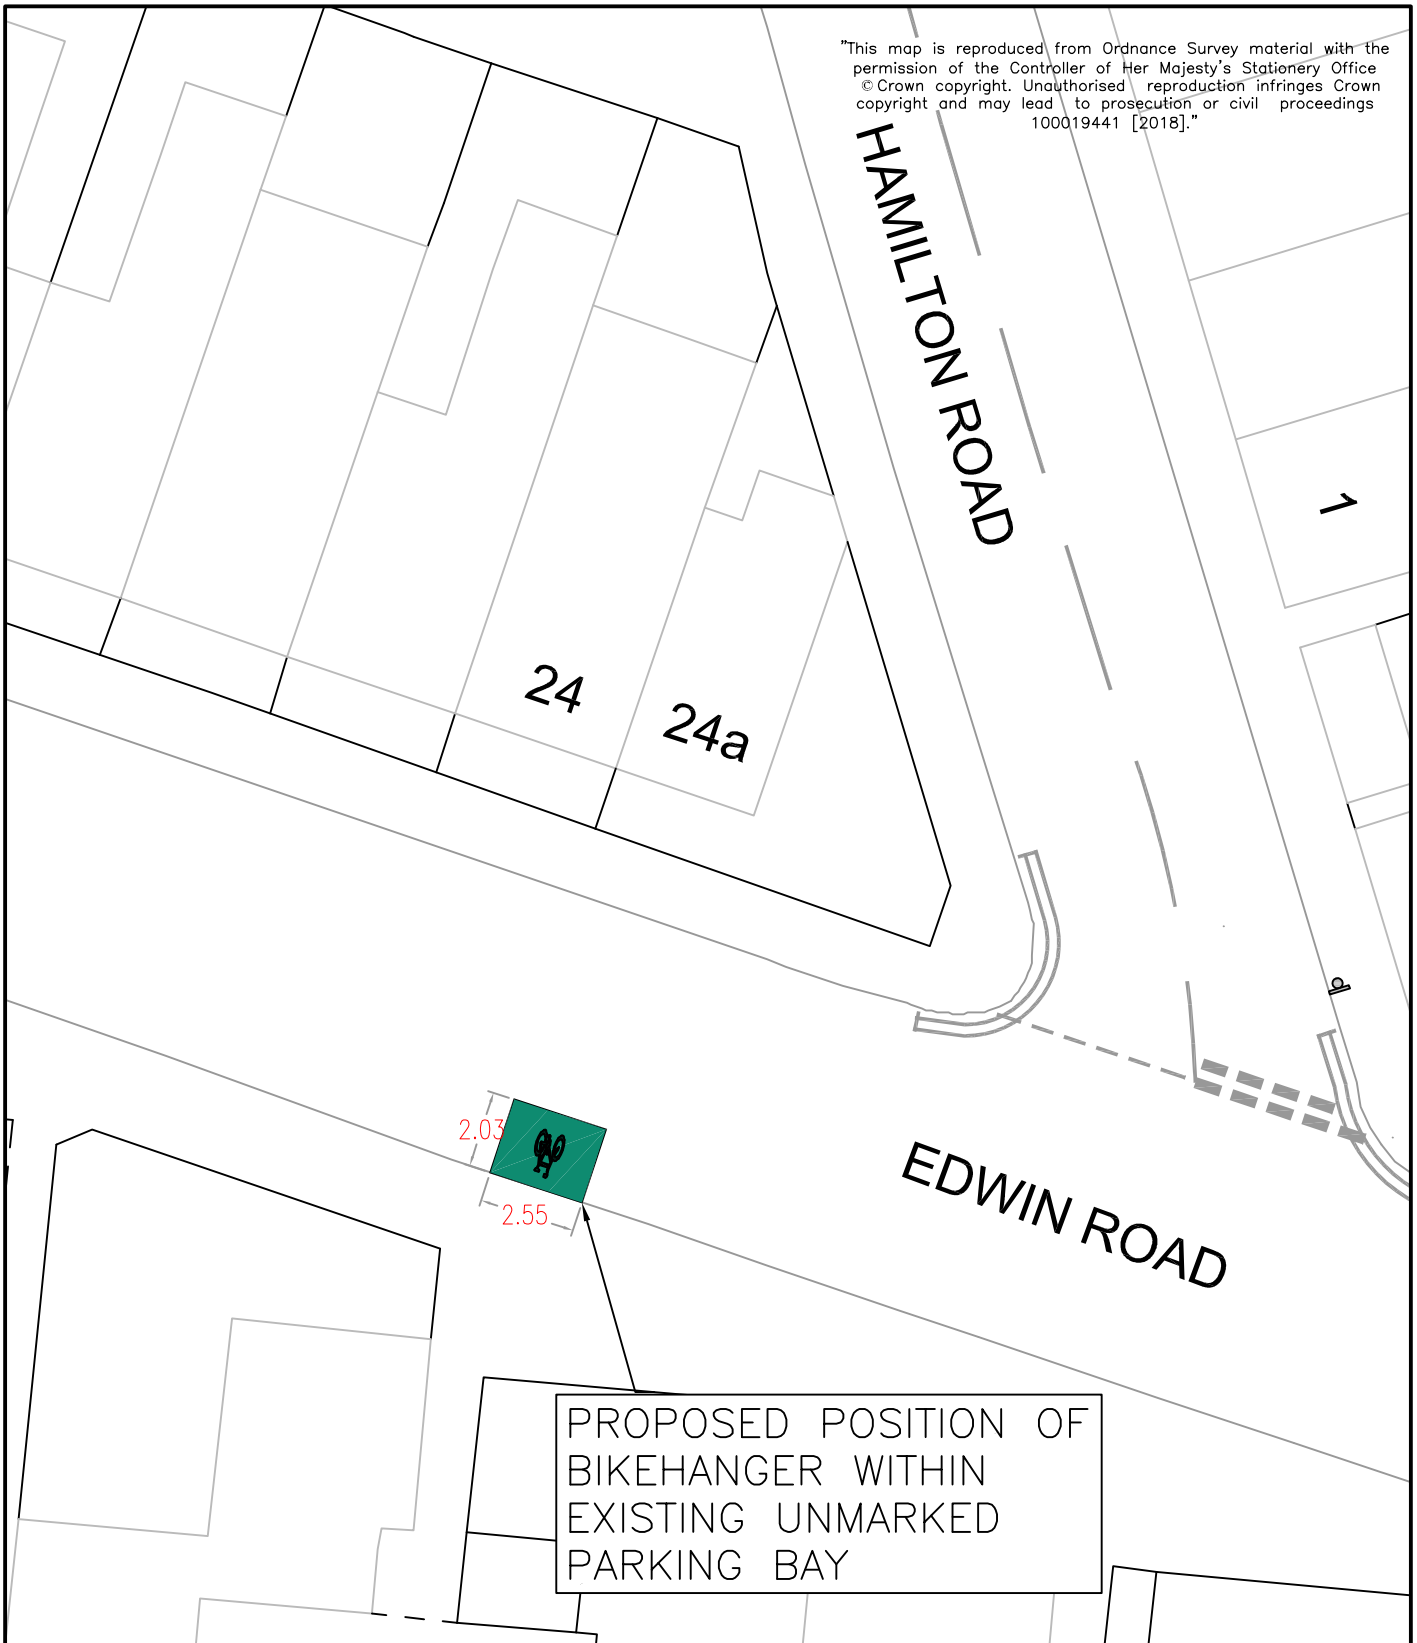 "This map is reproduced from Ordnance Survey material with the
permission of the Controller of Her Majesty's Stationery Office
© Crown copyright. Unauthorised reproduction infringes Crown
copyright and may lead to prosecution or civil proceedings
100019441 [2018]."
HAMILTON ROAD
1
24
24a
2.03
2.55
EDWIN ROAD
PROPOSED POSITION OF
BIKEHANGER WITHIN
EXISTING UNMARKED
PARKING BAY